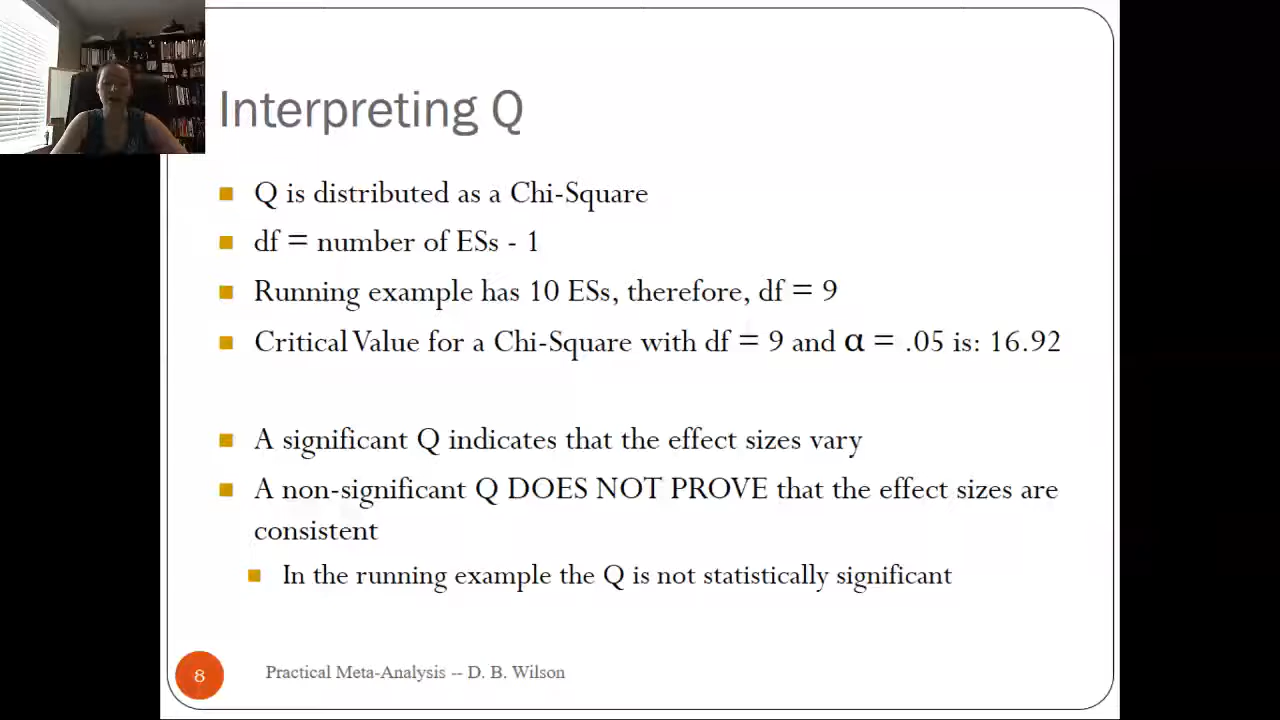 Interpreting Q
Q is distributed as a Chi-Square
df = number of ESs - 1
Running example has 10 ESs, therefore, df = 9
Critical Value for a Chi-Square with df = 9 and α = .05 is: 16.92
A significant Q indicates that the effect sizes vary
A non-significant Q DOES NOT PROVE that the effect sizes are
consistent
In the running example the Q is not statistically significant
8
Practical Meta-Analysis -- D. B. Wilson